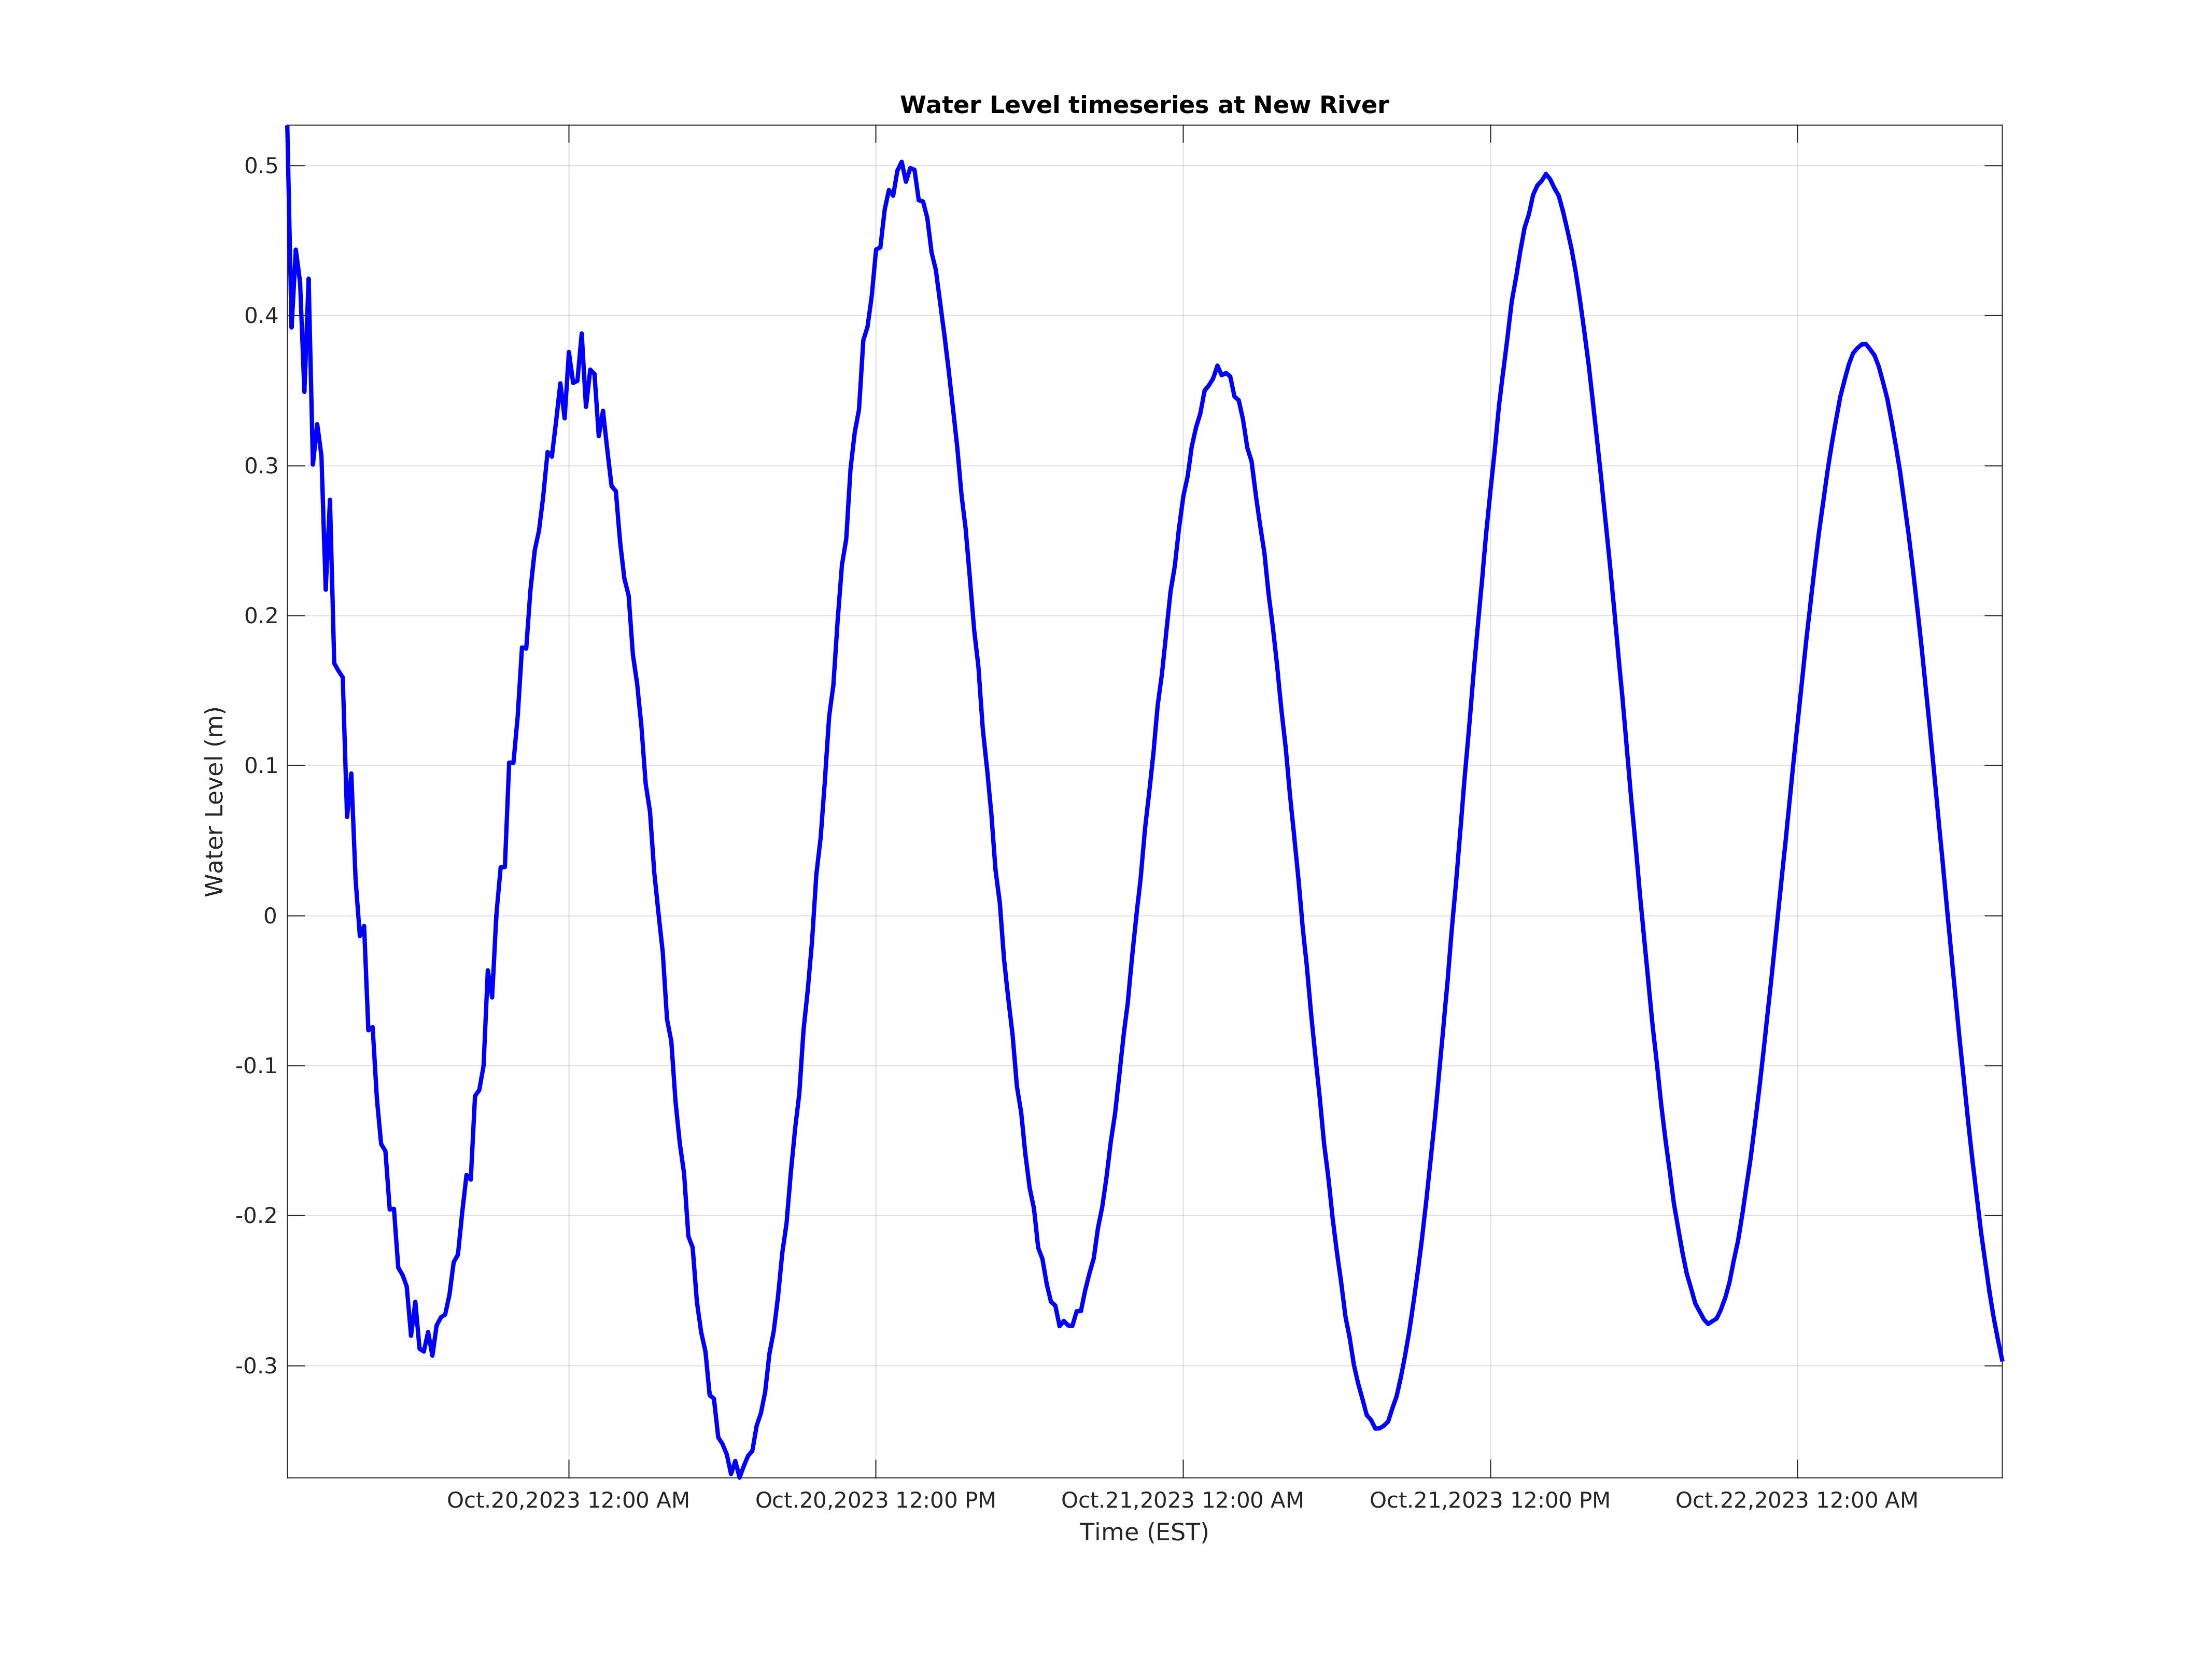 Water Level timeseries at New River
0.5
0.4
0.3
0.2
0.1
0
-0.1
-0.2
-0.3
Water Level (m)
Oct.20,2023 12:00 AM
Oct.20,2023 12:00 PM
Oct.21,2023 12:00 AM
Oct.21,2023 12:00 PM
Oct.22,2023 12:00 AM
Time (EST)